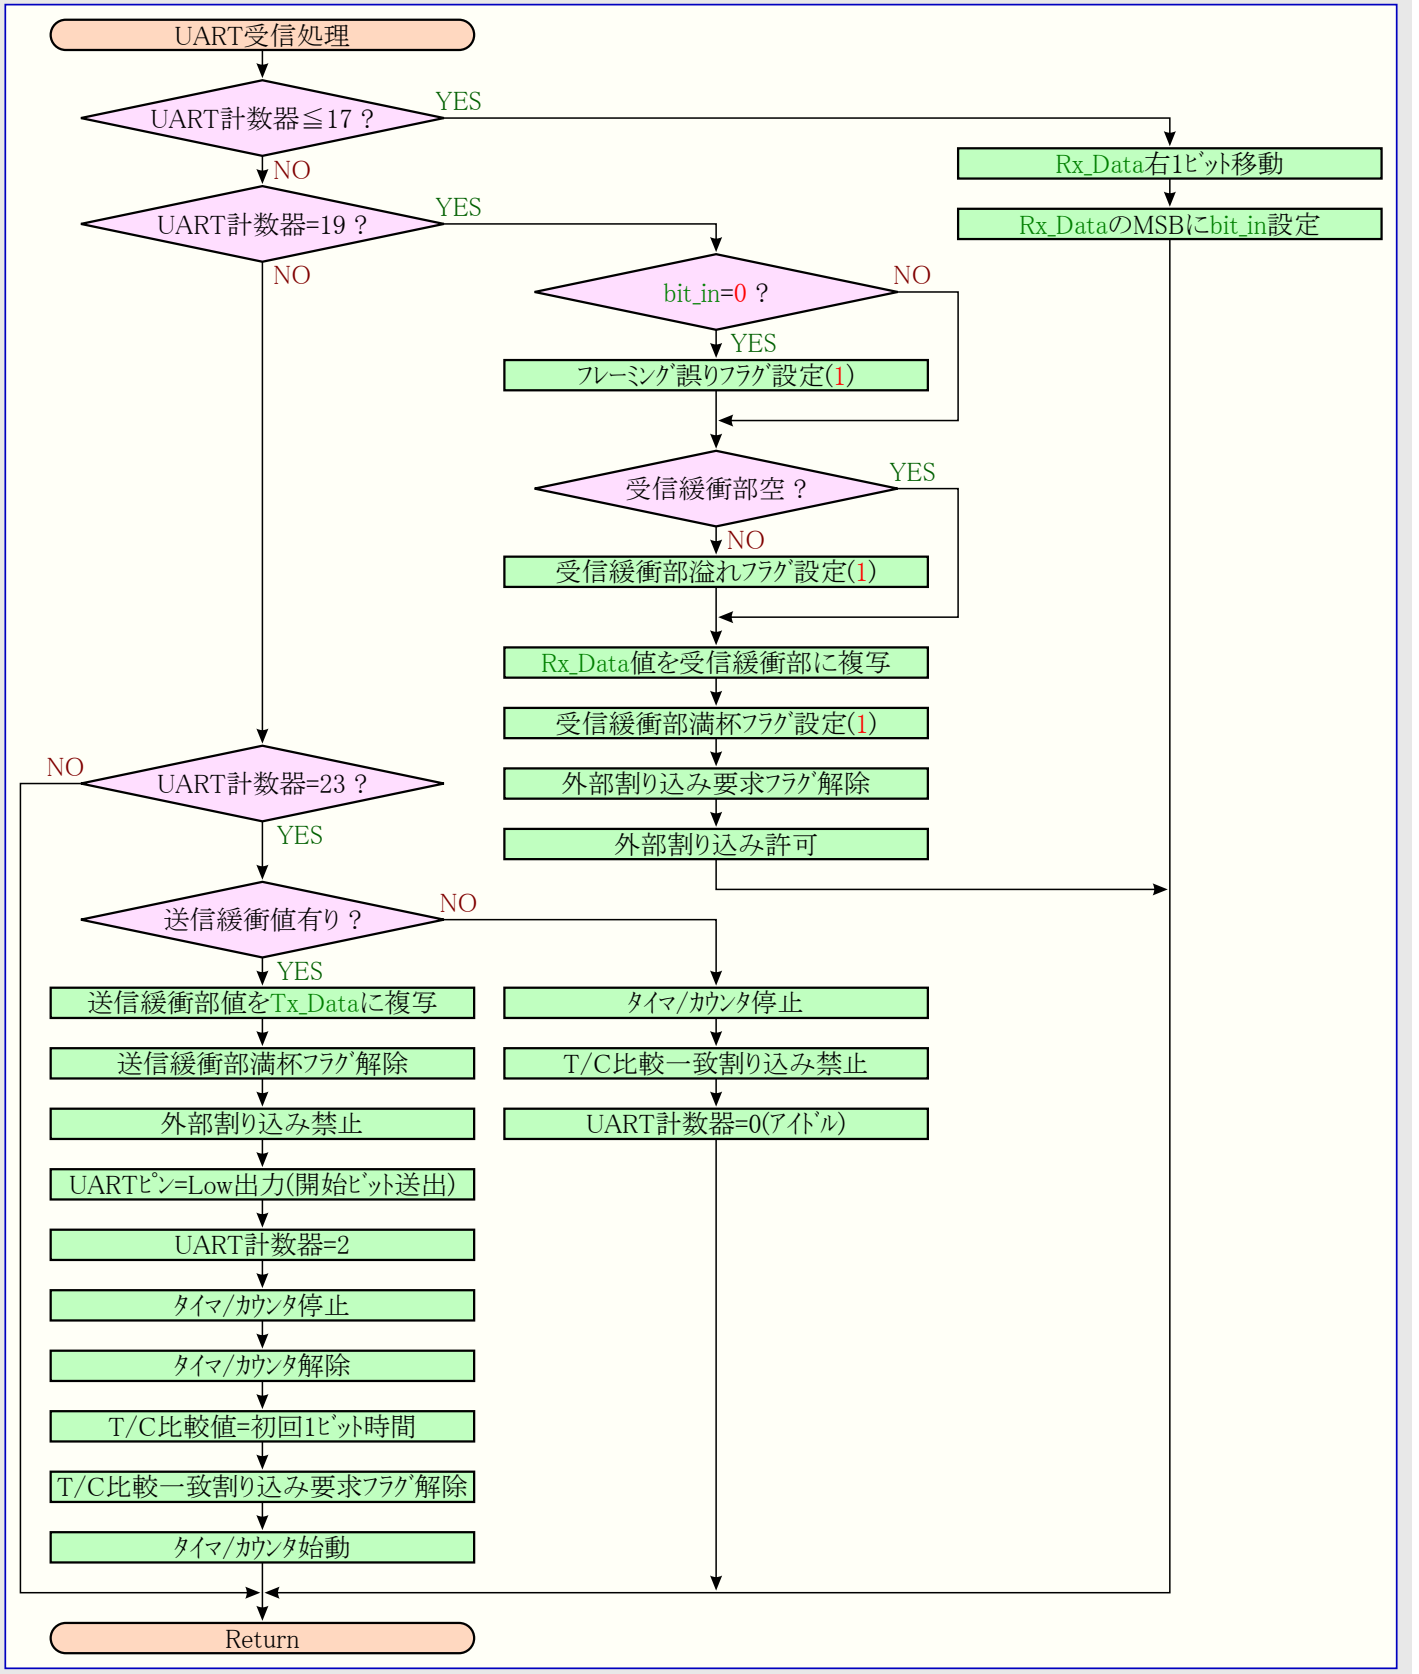 UART受信処理
UART計数器≦17 ?
YES
NO
Rx_Data右1ﾋﾞｯﾄ移動
Rx_DataのMSBにbit_in設定
UART計数器=19 ?
YES
NO
bit_in=0 ?
NO
YES
ﾌﾚｰﾐﾝｸﾞ誤りﾌﾗｸﾞ設定(1)
受信緩衝部空 ?
YES
NO
受信緩衝部溢れﾌﾗｸﾞ設定(1)
Rx_Data値を受信緩衝部に複写
受信緩衝部満杯ﾌﾗｸﾞ設定(1)
外部割り込み要求ﾌﾗｸﾞ解除
外部割り込み許可
UART計数器=23 ?
NO
YES
送信緩衝値有り ?
NO
YES
送信緩衝部値をTx_Dataに複写
送信緩衝部満杯ﾌﾗｸﾞ解除
外部割り込み禁止
UARTﾋﾟﾝ=Low出力(開始ﾋﾞｯﾄ送出)
UART計数器=2
ﾀｲﾏ/ｶｳﾝﾀ停止
ﾀｲﾏ/ｶｳﾝﾀ解除
T/C比較値=初回1ﾋﾞｯﾄ時間
T/C比較一致割り込み要求ﾌﾗｸﾞ解除
ﾀｲﾏ/ｶｳﾝﾀ始動
ﾀｲﾏ/ｶｳﾝﾀ停止
T/C比較一致割り込み禁止
UART計数器=0(ｱｲﾄﾞﾙ)
Return